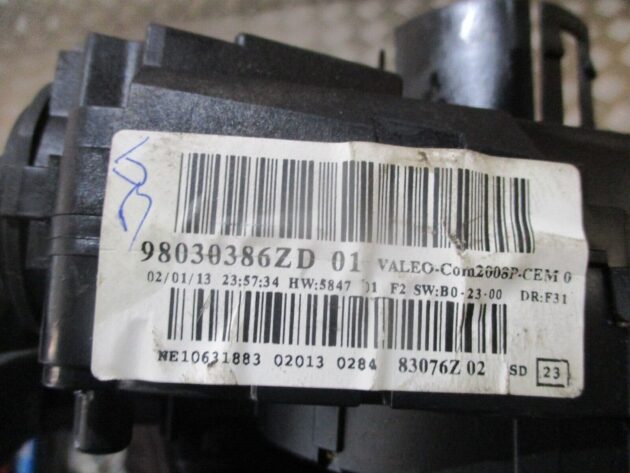 98030386ZD 01 VALEO-Com2008P-CEM 0
02/01/13 23:57:34 HW:5847 01 F2 SW:B0-23-00 DR:F31
NE10631883 02013 0284 83076Z 02 SD 23